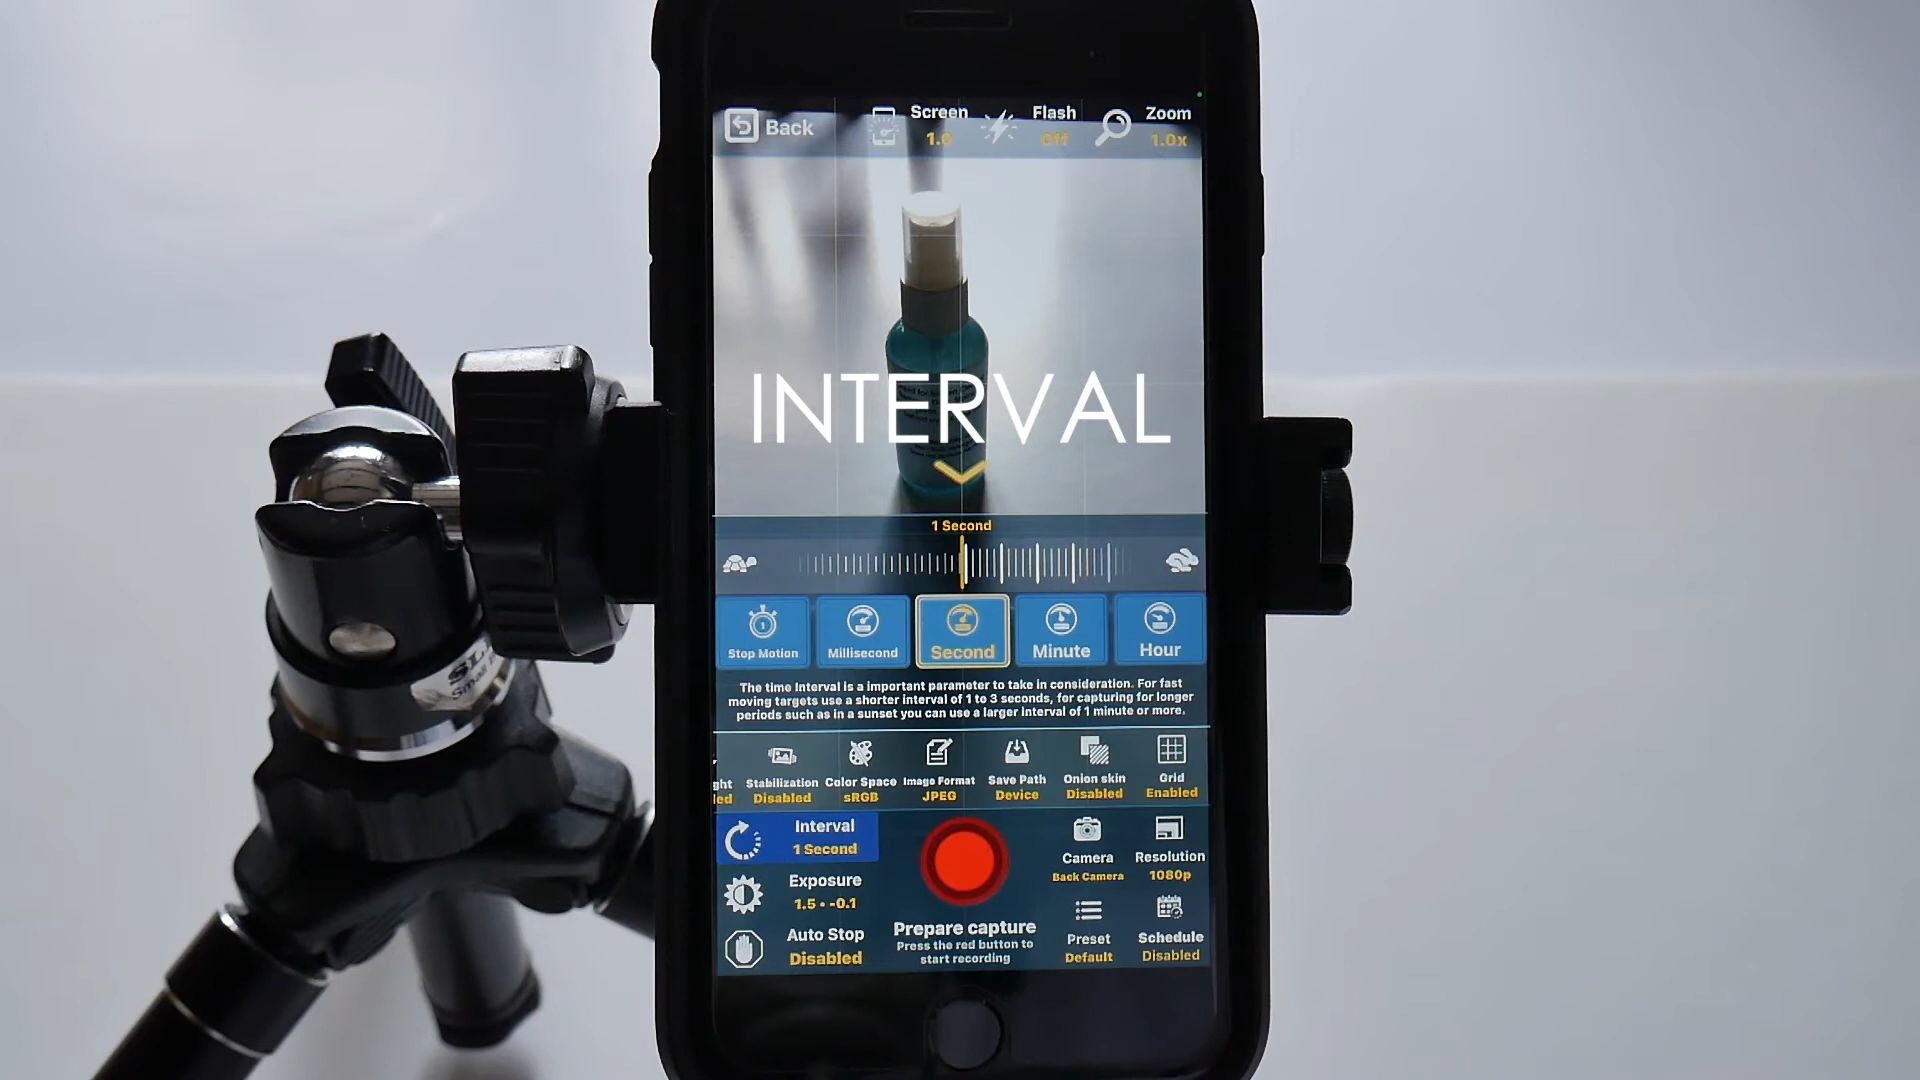 Back
Screen
1.0
Flash
Off
Zoom
1.0x
INTERVAL
1 Second
Stop Motion
Millisecond
Second
Minute
Hour
The time Interval is a important parameter to take in consideration. For fast
moving targets use a shorter interval of 1 to 3 seconds, for capturing for longer
periods such as in a sunset you can use a larger interval of 1 minute or more.
ght
led
Stabilization
Disabled
Color Space
sRGB
Image Format
JPEG
Save Path
Device
Onion skin
Disabled
Grid
Enabled
Interval
1 Second
Exposure
1.5 • -0.1
Auto Stop
Disabled
Prepare capture
Press the red button to
start recording
Camera
Back Camera
Resolution
1080p
Preset
Default
Schedule
Disabled